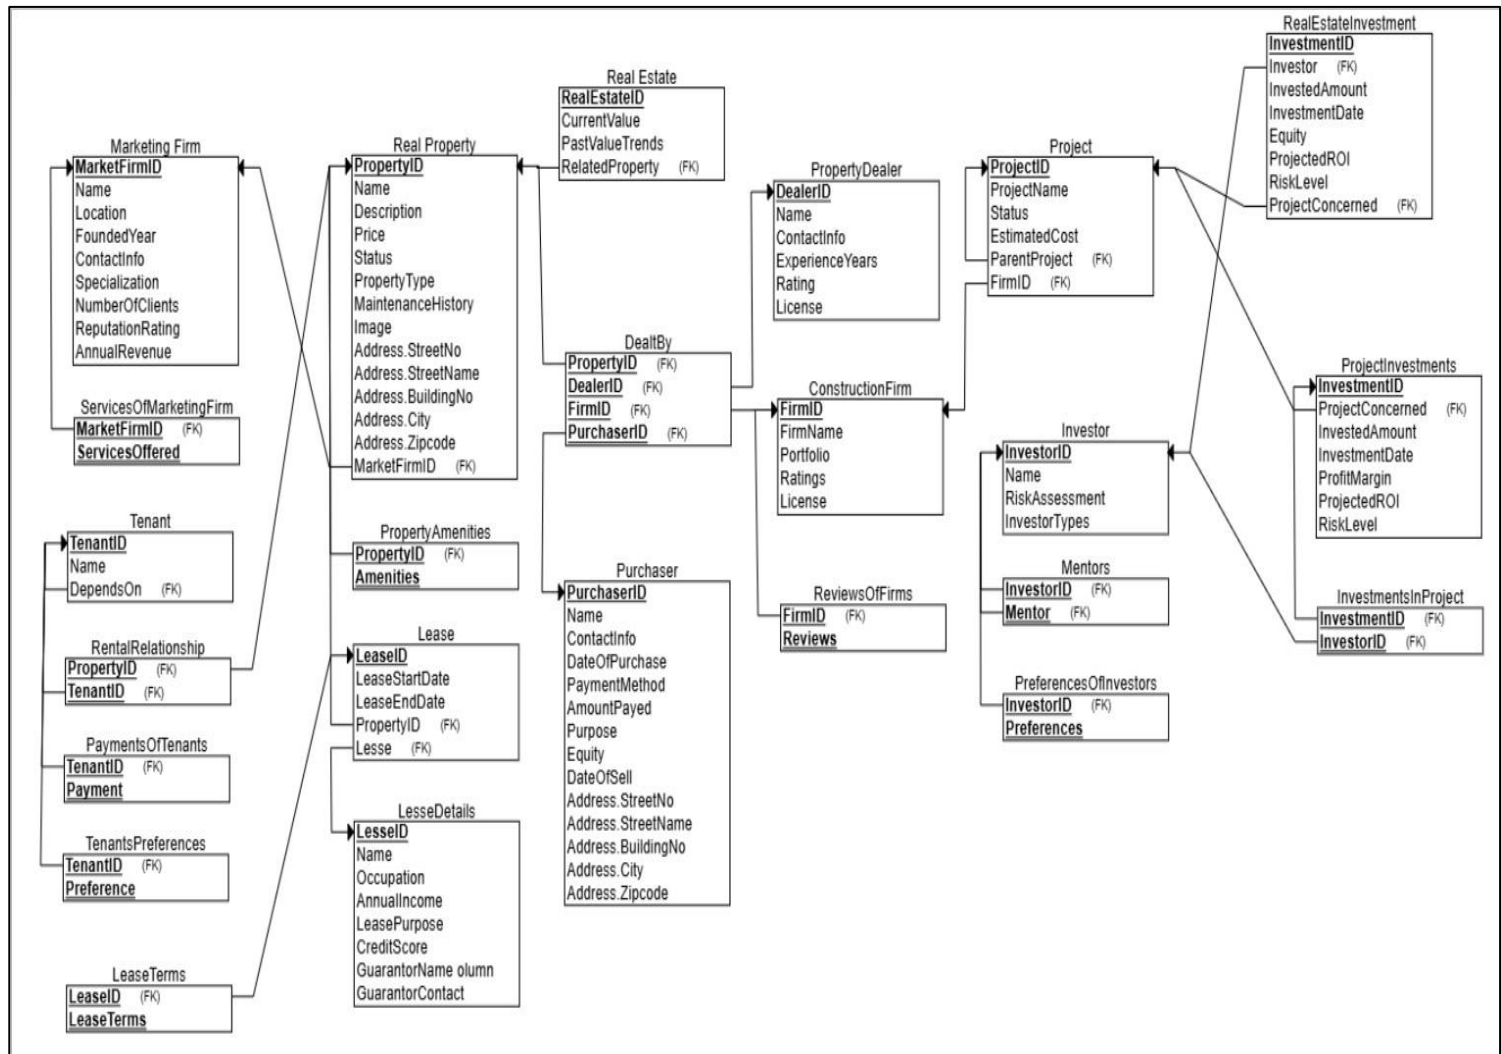 Marketing Firm
MarketFirmID
Name
Location
FoundedYear
ContactInfo
Specialization
NumberOfClients
ReputationRating
AnnualRevenue
ServicesOfMarketingFirm
MarketFirmID (FK)
ServicesOffered
Tenant
TenantID
Name
DependsOn (FK)
RentalRelationship
PropertyID (FK)
TenantID (FK)
PaymentsOfTenants
TenantID (FK)
Payment
TenantsPreferences
TenantID (FK)
Preference
LeaseTerms
LeaseID (FK)
LeaseTerms
Real Property
PropertyID
Name
Description
Price
Status
PropertyType
MaintenanceHistory
Image
Address.StreetNo
Address.StreetName
Address.BuildingNo
Address.City
Address.Zipcode
MarketFirmID (FK)
PropertyAmenities
PropertyID (FK)
Amenities
Lease
LeaseID
LeaseStartDate
LeaseEndDate
PropertyID (FK)
Lesse (FK)
LesseDetails
LesseID
Name
Occupation
AnnualIncome
LeasePurpose
CreditScore
GuarantorName olumn
GuarantorContact
Real Estate
RealEstateID
CurrentValue
PastValueTrends
RelatedProperty (FK)
DealtBy
PropertyID (FK)
DealerID (FK)
FirmID (FK)
PurchaserID (FK)
Purchaser
PurchaserID
Name
ContactInfo
DateOfPurchase
PaymentMethod
AmountPayed
Purpose
Equity
DateOfSell
Address.StreetNo
Address.StreetName
Address.BuildingNo
Address.City
Address.Zipcode
PropertyDealer
DealerID
Name
ContactInfo
ExperienceYears
Rating
License
ConstructionFirm
FirmID
FirmName
Portfolio
Ratings
License
ReviewsOfFirms
FirmID (FK)
Reviews
Project
ProjectID
ProjectName
Status
EstimatedCost
ParentProject (FK)
FirmID (FK)
Investor
InvestorID
Name
RiskAssessment
InvestorTypes
Mentors
InvestorID (FK)
Mentor (FK)
PreferencesOfInvestors
InvestorID (FK)
Preferences
RealEstateInvestment
InvestmentID
Investor (FK)
InvestedAmount
InvestmentDate
Equity
ProjectedROI
RiskLevel
ProjectConcerned (FK)
ProjectInvestments
InvestmentID
ProjectConcerned (FK)
InvestedAmount
InvestmentDate
ProfitMargin
ProjectedROI
RiskLevel
InvestmentsInProject
InvestmentID (FK)
InvestorID (FK)